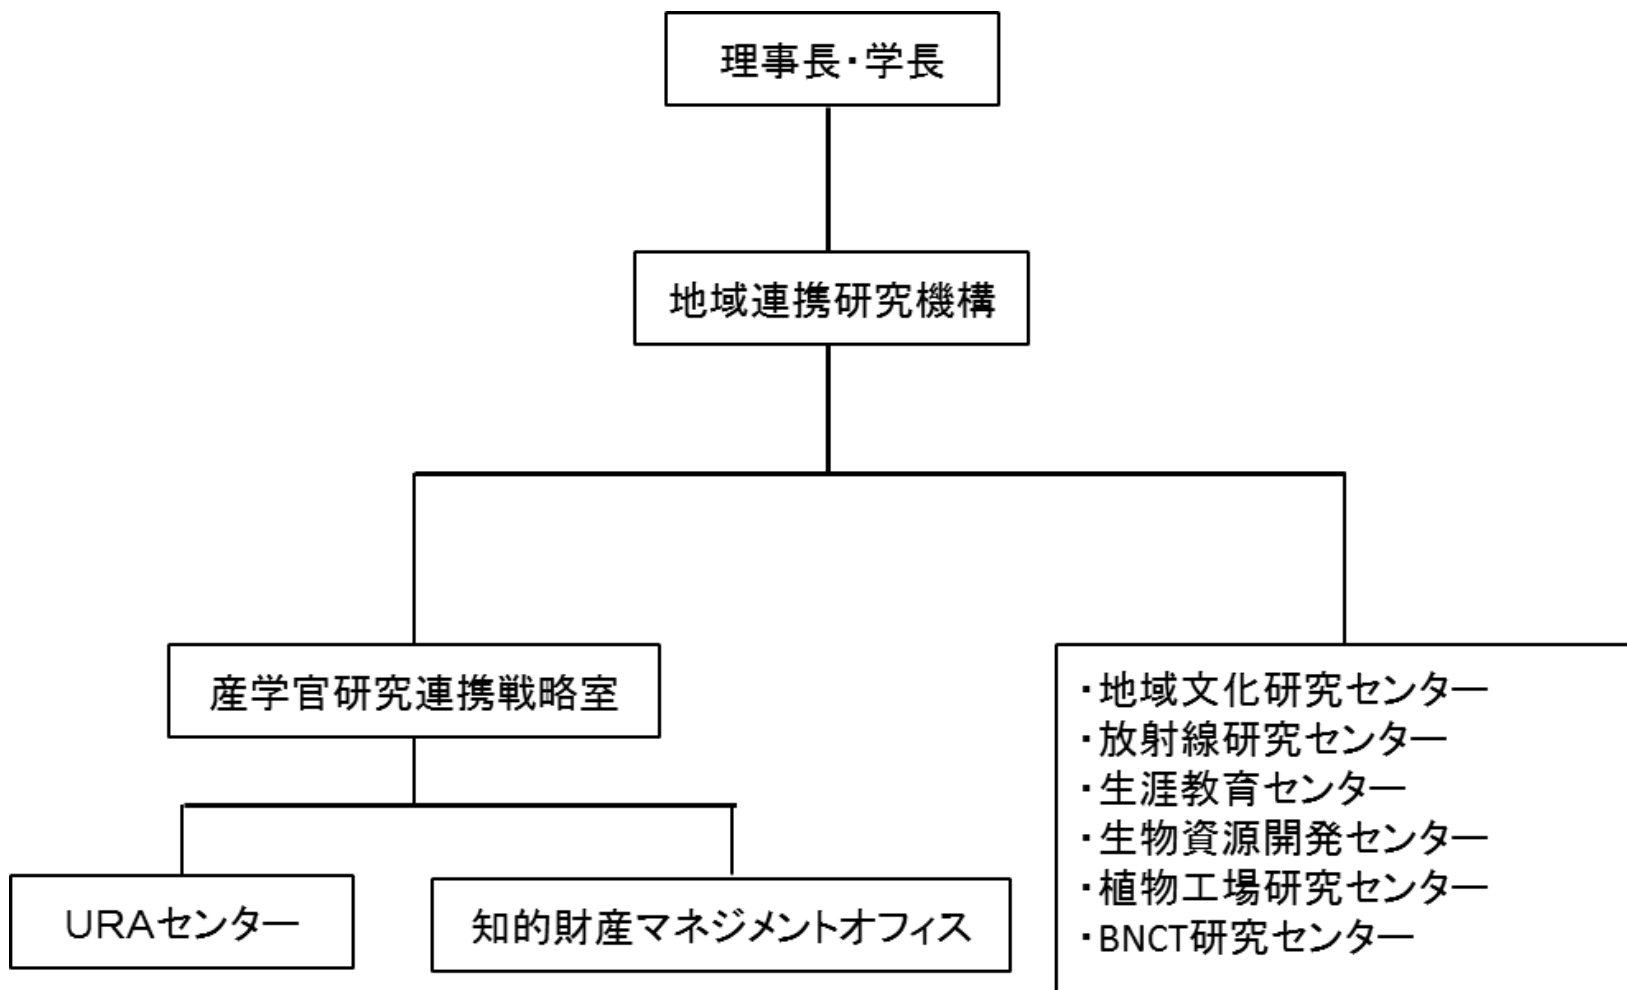 理事長・学長
地域連携研究機構
産学官研究連携戦略室
・地域文化研究センター
・放射線研究センター
・生涯教育センター
・生物資源開発センター
・植物工場研究センター
・BNCT研究センター
URAセンター
知的財産マネジメントオフィス